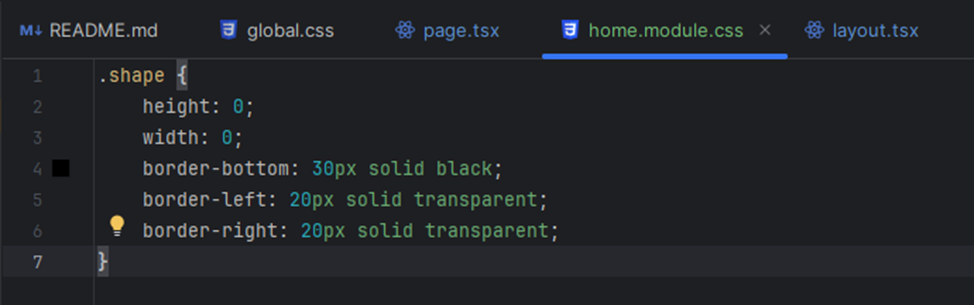 README.md global.css page.tsx home.module.css layout.tsx
1 .shape {
2 height: 0;
3 width: 0;
4 border-bottom: 30px solid black;
5 border-left: 20px solid transparent;
6 border-right: 20px solid transparent;
7 }